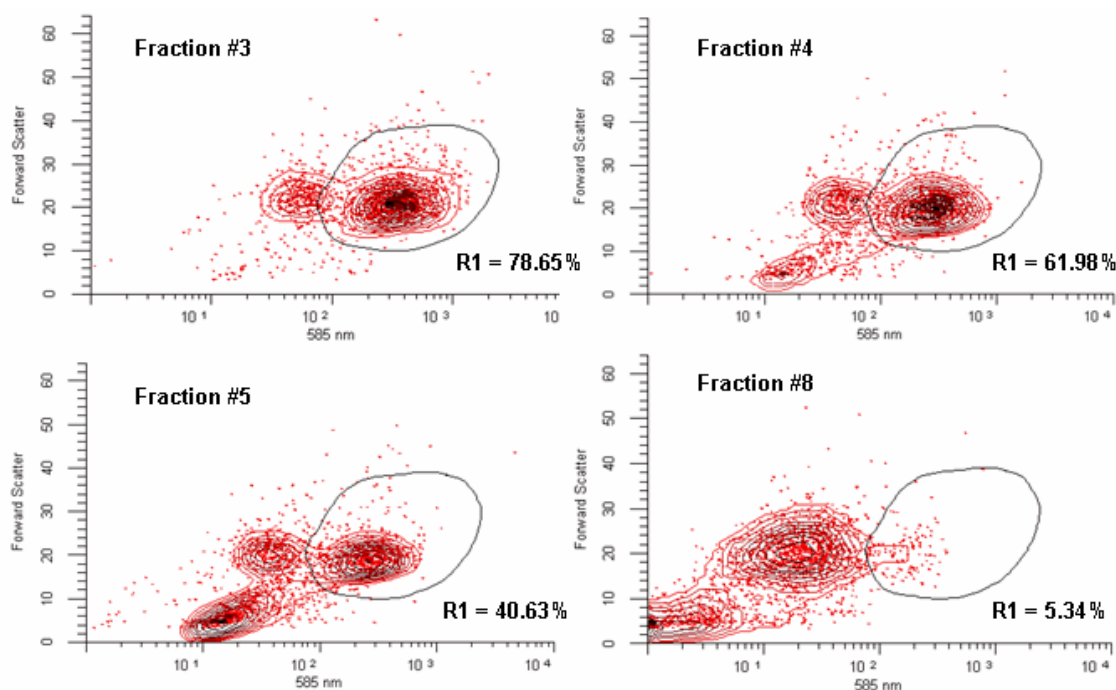 Fraction #3
Forward Scatter
60
50
40
30
20
10
0
R1 = 78.65%
10 1
10 2
10 3
10
585 nm
Fraction #4
Forward Scatter
60
50
40
30
20
10
0
R1 = 61.98%
10 1
10 2
10 3
10 4
585 nm
Fraction #5
Forward Scatter
60
50
40
30
20
10
0
R1 = 40.63%
10 1
10 2
10 3
10 4
585 nm
Fraction #8
Forward Scatter
60
50
40
30
20
10
0
R1 = 5.34%
10 1
10 2
10 3
10 4
585 nm